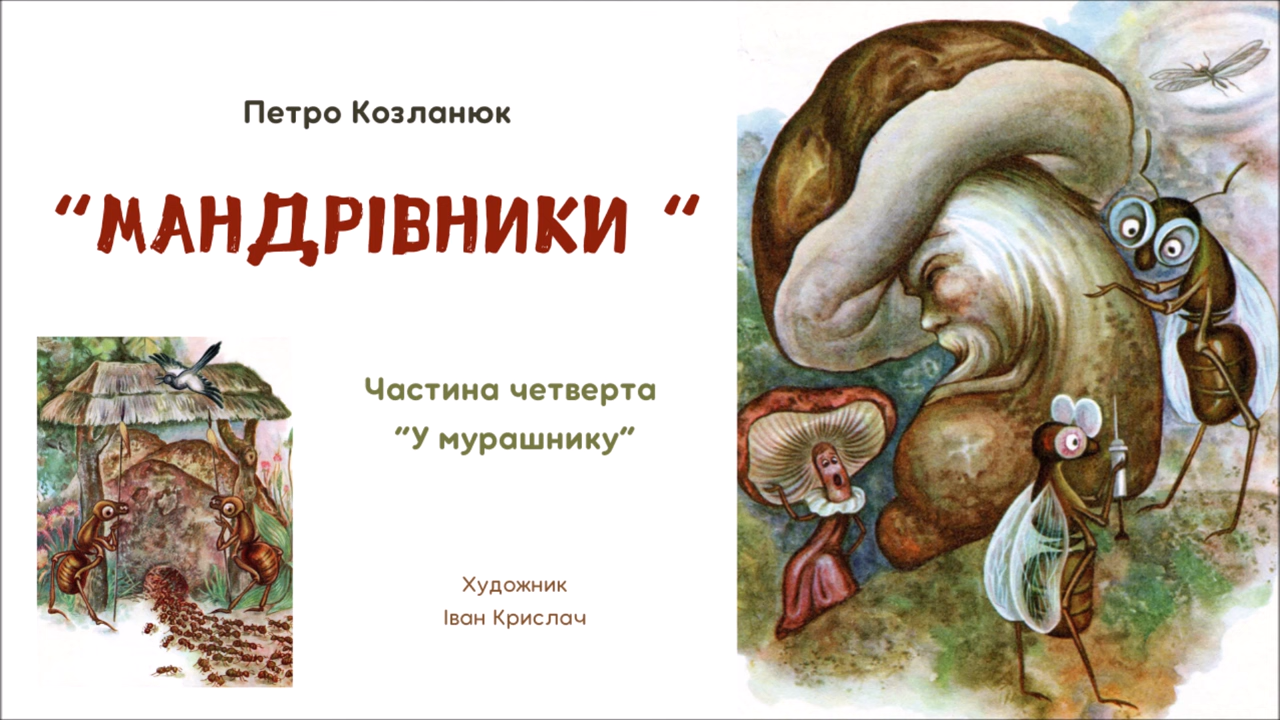 Петро Козланюк
“МАНДРІВНИКИ “
Частина четверта
“У мурашнику”
Художник
Іван Крислач